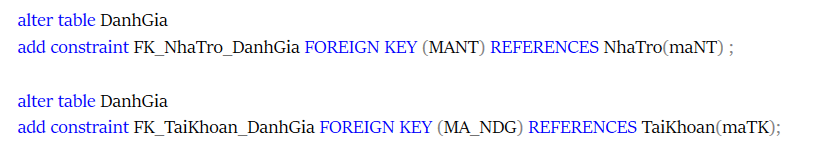 alter table DanhGia
add constraint FK_NhaTro_DanhGia FOREIGN KEY (MANT) REFERENCES NhaTro(maNT) ;
alter table DanhGia
add constraint FK_TaiKhoan_DanhGia FOREIGN KEY (MA_NDG) REFERENCES TaiKhoan(maTK);